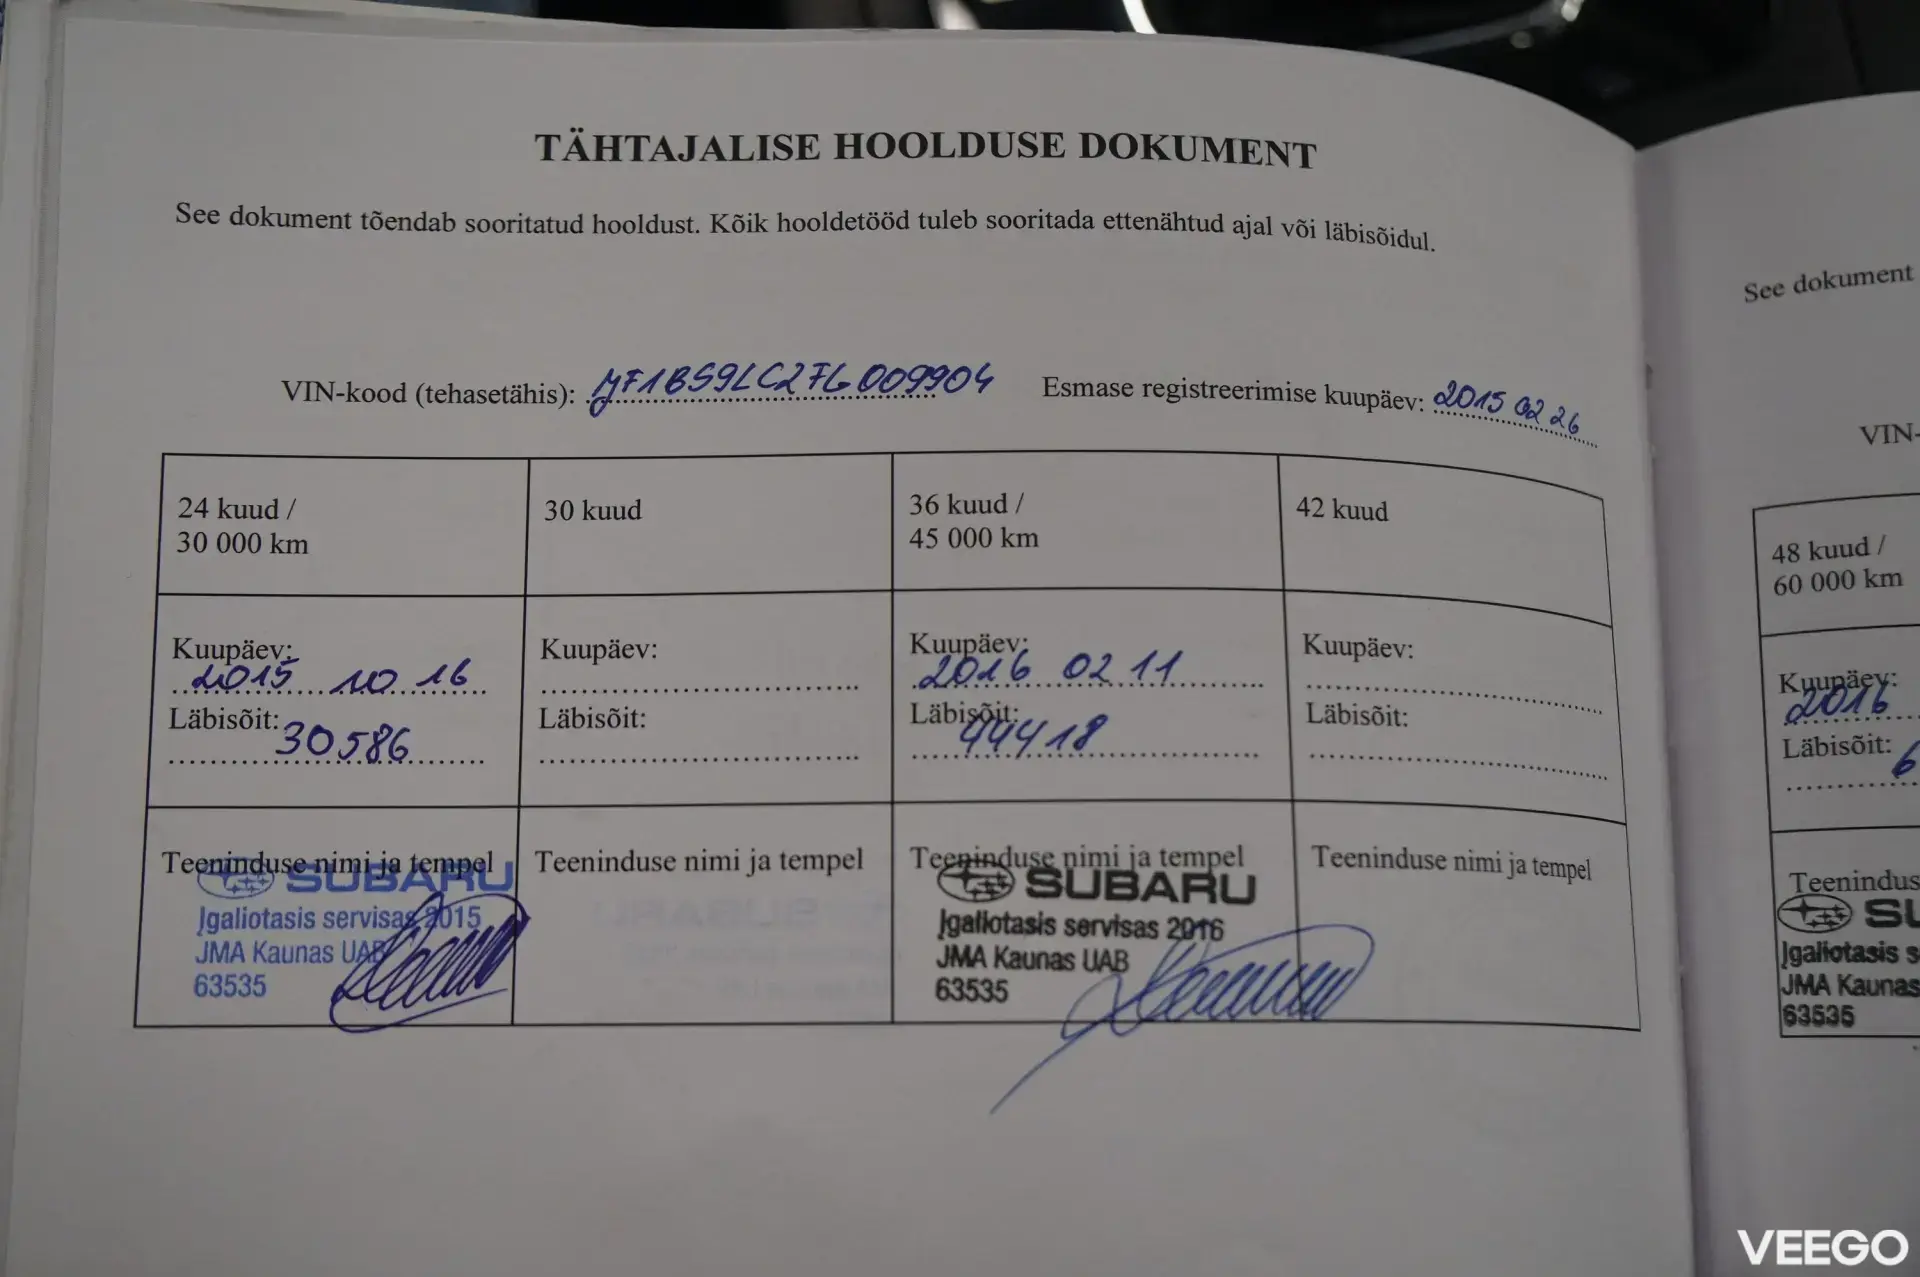 TÄHTAJALISE HOOLDUSE DOKUMENT
See dokument tõendab sooritatud hooldust. Kõik hooldetööd tuleb sooritada ettenähtud ajal või läbisõidul.
VIN-kood (tehasetähis): JF1BS9LC2FG009904 Esmase registreerimise kuupäev: 2015 02 26
24 kuud /
30 000 km
30 kuud
36 kuud /
45 000 km
42 kuud
Kuupäev:
2015 10 16
Läbisõit:
30586
Kuupäev:
Läbisõit:
Kuupäev:
2016 02 11
Läbisõit:
44418
Kuupäev:
Läbisõit:
Teeninduse nimi ja tempel
SUBARU
Įgaliotasis servisas 2015
JMA Kaunas UAB
63535
Teeninduse nimi ja tempel
Teeninduse nimi ja tempel
SUBARU
Įgaliotasis servisas 2016
JMA Kaunas UAB
63535
Teeninduse nimi ja tempel
See dokument
VIN-
48 kuud /
60 000 km
Kuupäev:
2016
Läbisõit:
6
Teenindus
SU
Įgaliotasis s
JMA Kaunas
63535
VEEGO